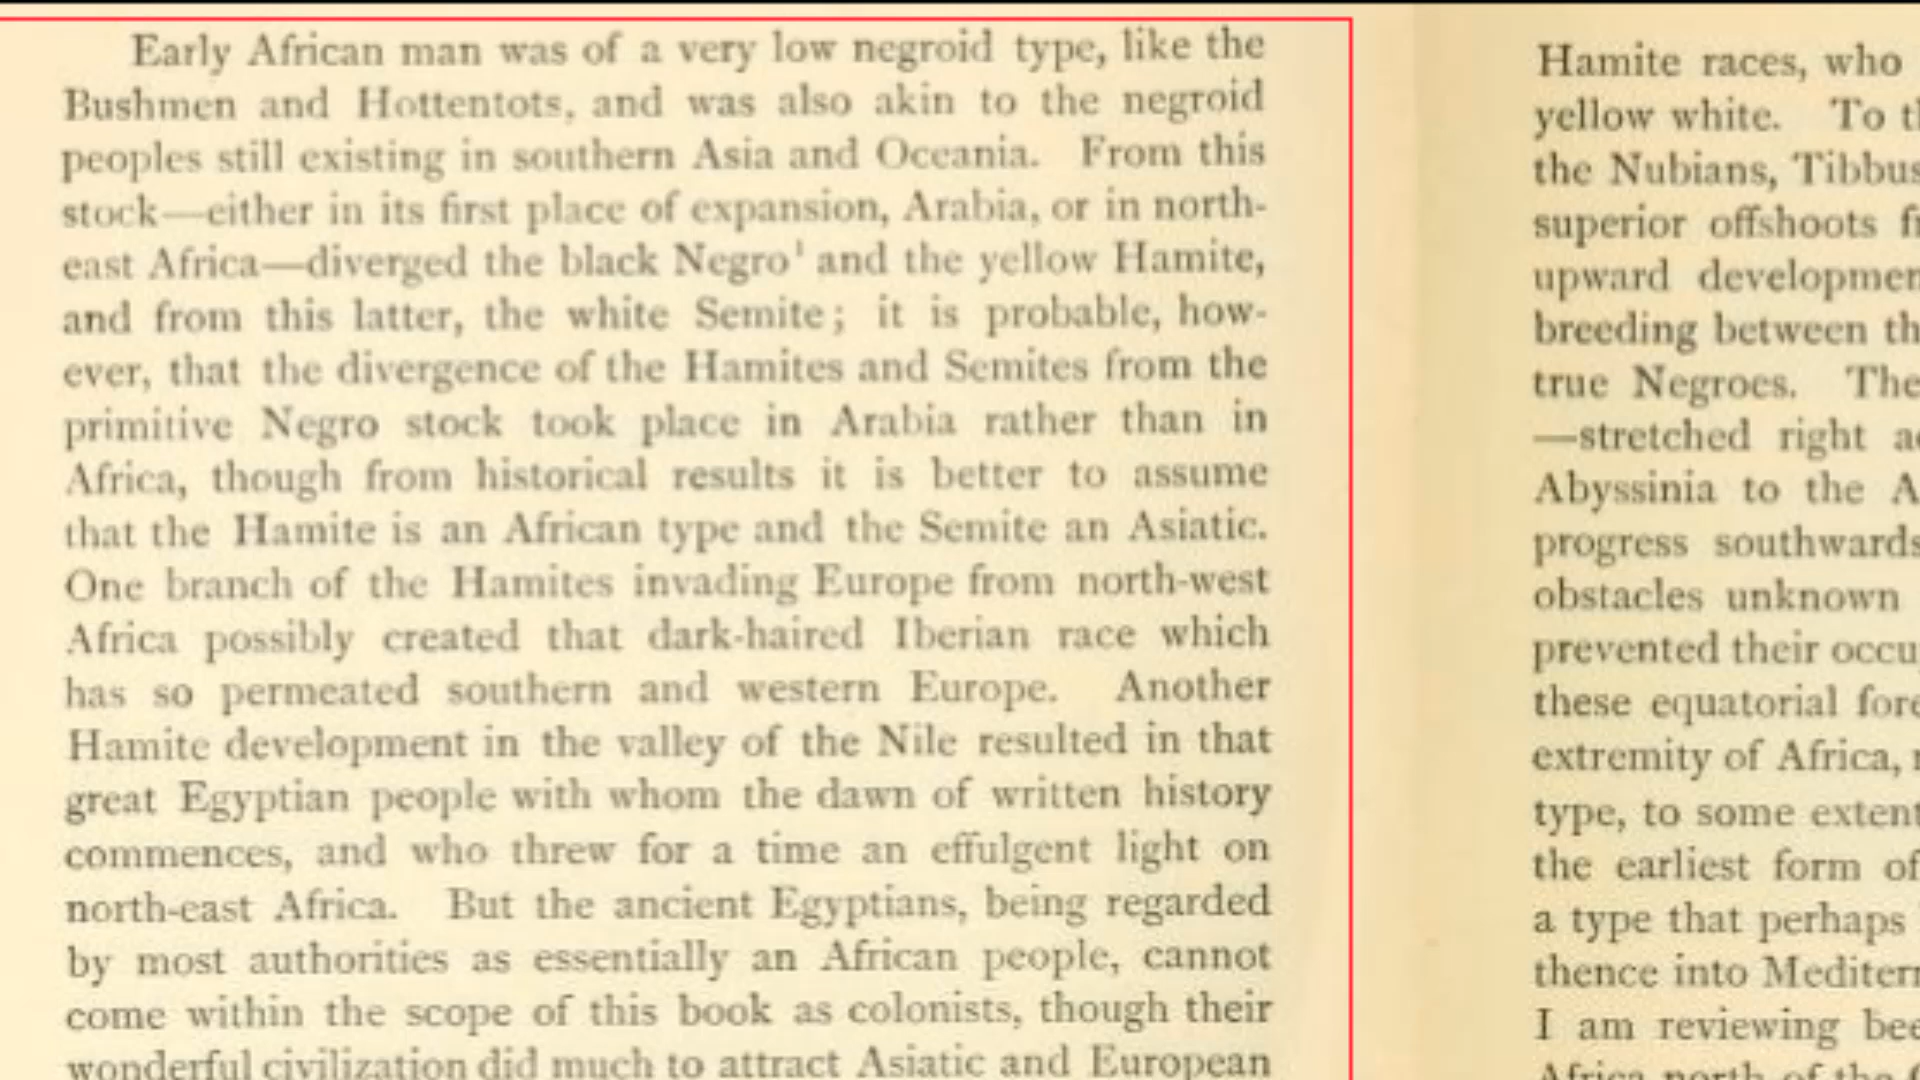 Early African man was of a very low negroid type, like the
Bushmen and Hottentots, and was also akin to the negroid
peoples still existing in southern Asia and Oceania. From this
stock—either in its first place of expansion, Arabia, or in north-
east Africa—diverged the black Negro¹ and the yellow Hamite,
and from this latter, the white Semite; it is probable, how-
ever, that the divergence of the Hamites and Semites from the
primitive Negro stock took place in Arabia rather than in
Africa, though from historical results it is better to assume
that the Hamite is an African type and the Semite an Asiatic.
One branch of the Hamites invading Europe from north-west
Africa possibly created that dark-haired Iberian race which
has so permeated southern and western Europe. Another
Hamite development in the valley of the Nile resulted in that
great Egyptian people with whom the dawn of written history
commences, and who threw for a time an effulgent light on
north-east Africa. But the ancient Egyptians, being regarded
by most authorities as essentially an African people, cannot
come within the scope of this book as colonists, though their
wonderful civilization did much to attract Asiatic and European
Hamite races, who
yellow white. To
the Nubians, Tibbus
superior offshoots
upward
breeding between
true Negroes. The
—stretched right
Abyssinia to the
progress southwards
obstacles unknown
prevented their
these equatorial
extremity of Africa,
type, to some extent
the earliest form of
a type that perhaps
thence into
I am reviewing
Africa north of the